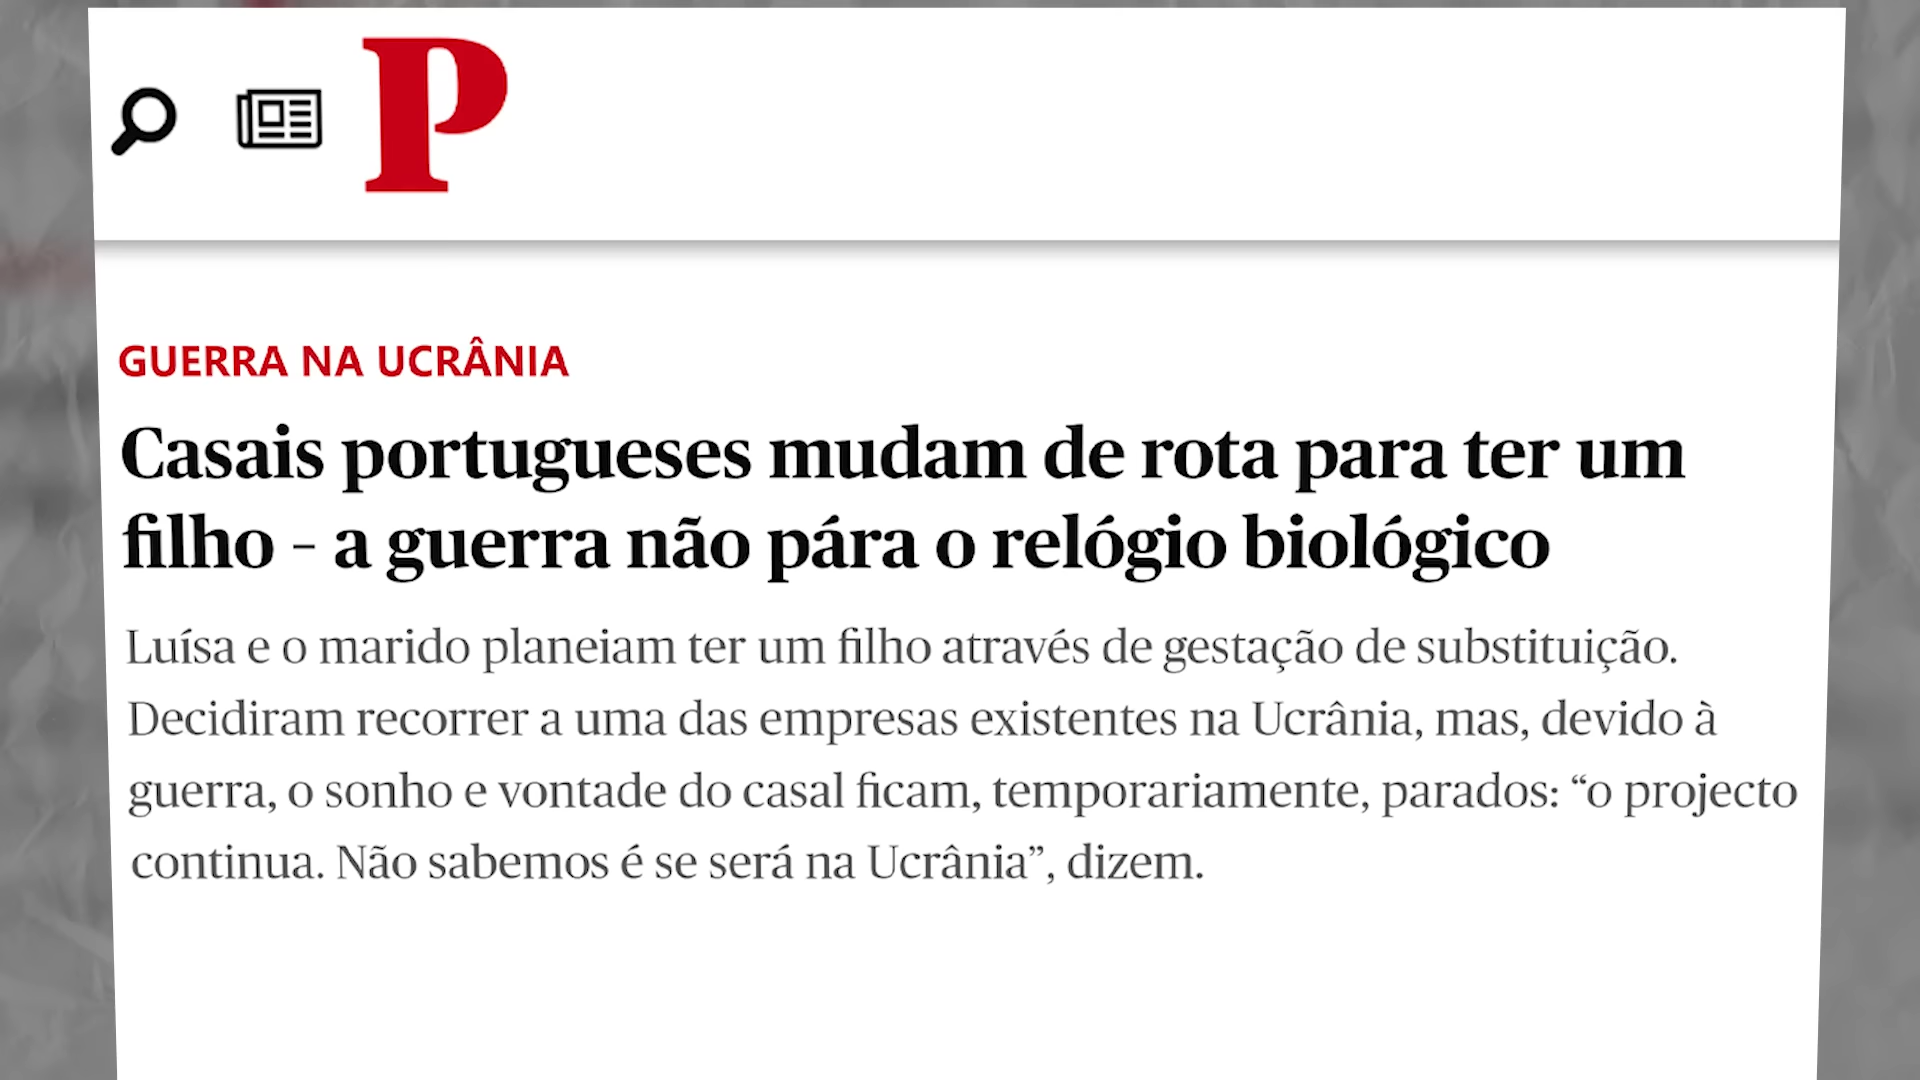 P
GUERRA NA UCRÂNIA
Casais portugueses mudam de rota para ter um
filho - a guerra não pára o relógio biológico
Luísa e o marido planeiam ter um filho através de gestação de substituição.
Decidiram recorrer a uma das empresas existentes na Ucrânia, mas, devido à
guerra, o sonho e vontade do casal ficam, temporariamente, parados: “o projecto
continua. Não sabemos é se será na Ucrânia”, dizem.